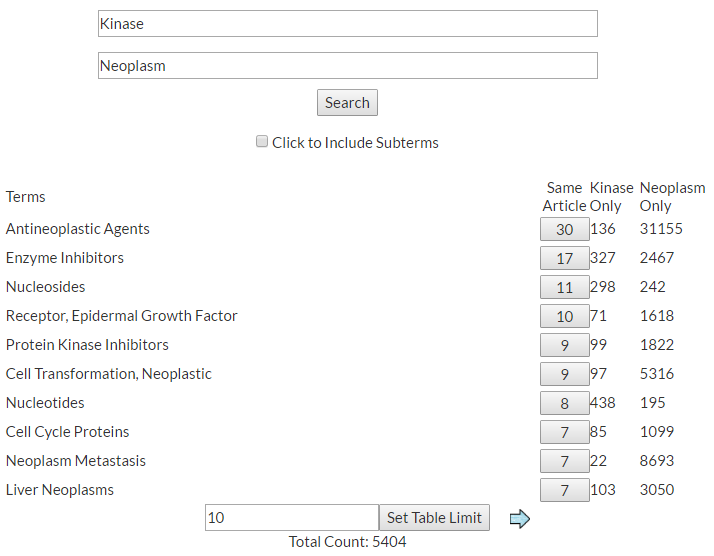 Kinase
Neoplasm
Search
Click to Include Subterms
Terms Same Article Kinase Only Neoplasm Only
Antineoplastic Agents 30 136 31155
Enzyme Inhibitors 17 327 2467
Nucleosides 11 298 242
Receptor, Epidermal Growth Factor 10 71 1618
Protein Kinase Inhibitors 9 99 1822
Cell Transformation, Neoplastic 9 97 5316
Nucleotides 8 438 195
Cell Cycle Proteins 7 85 1099
Neoplasm Metastasis 7 22 8693
Liver Neoplasms 7 103 3050
10 Set Table Limit
Total Count: 5404